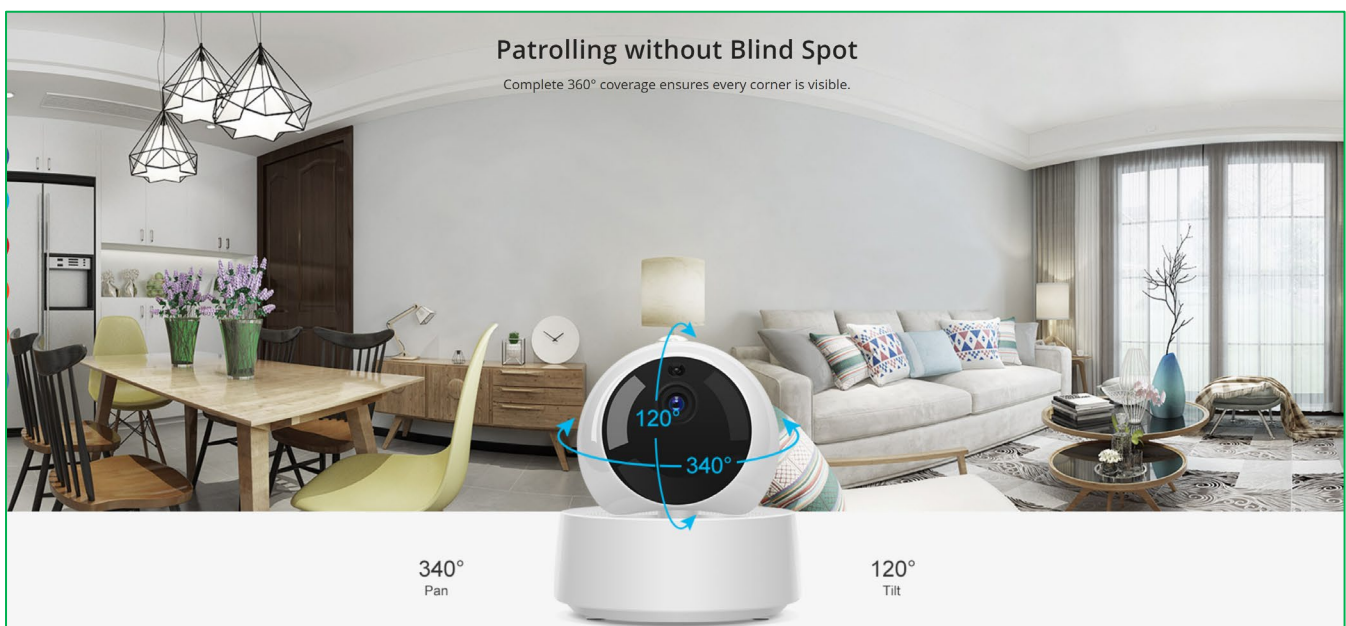 Patrolling without Blind Spot
Complete 360° coverage ensures every corner is visible.
120°
340°
340°
Pan
120°
Tilt